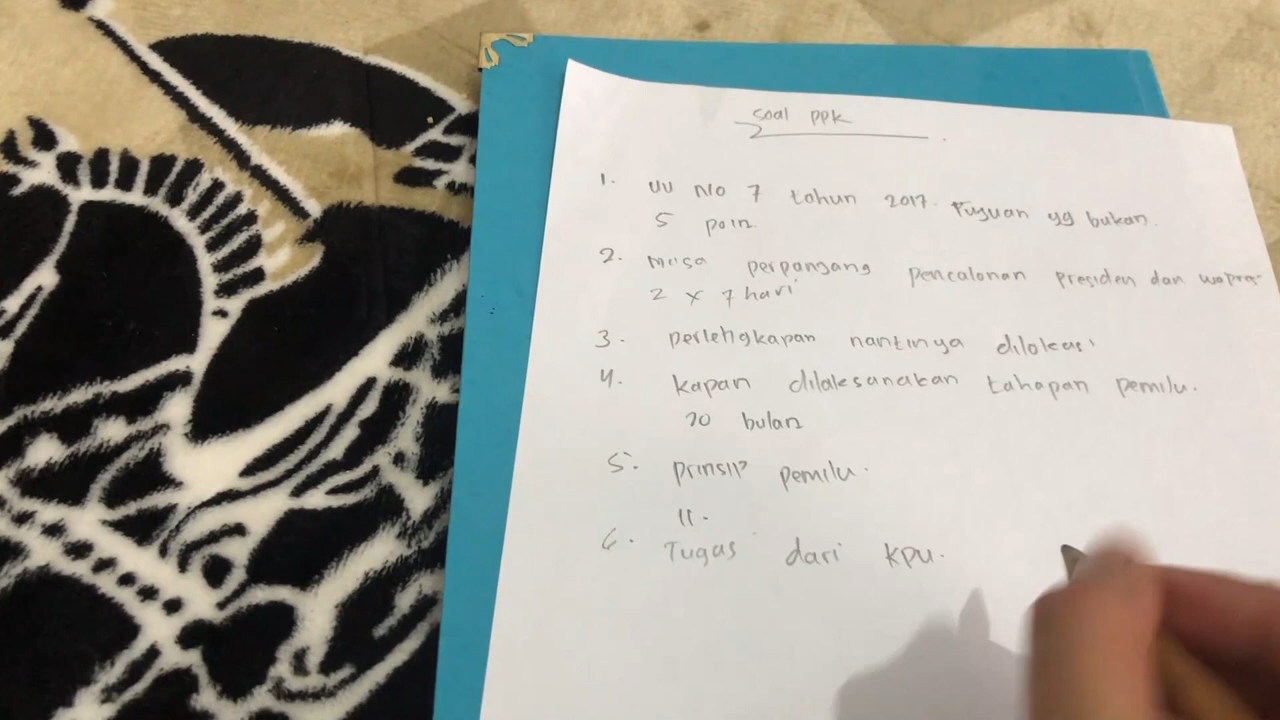 soal ppk
1. UU No 7 tahun 2017. Tujuan yg bukan
5 poin
2. Masa perpanjang pencalonan presiden dan wapres
2 x 7 hari
3. perlengkapan nantinya dilokasi
4. kapan dilaksanakan tahapan pemilu.
20 bulan
5. prinsip pemilu.
11.
6. Tugas dari kpu.